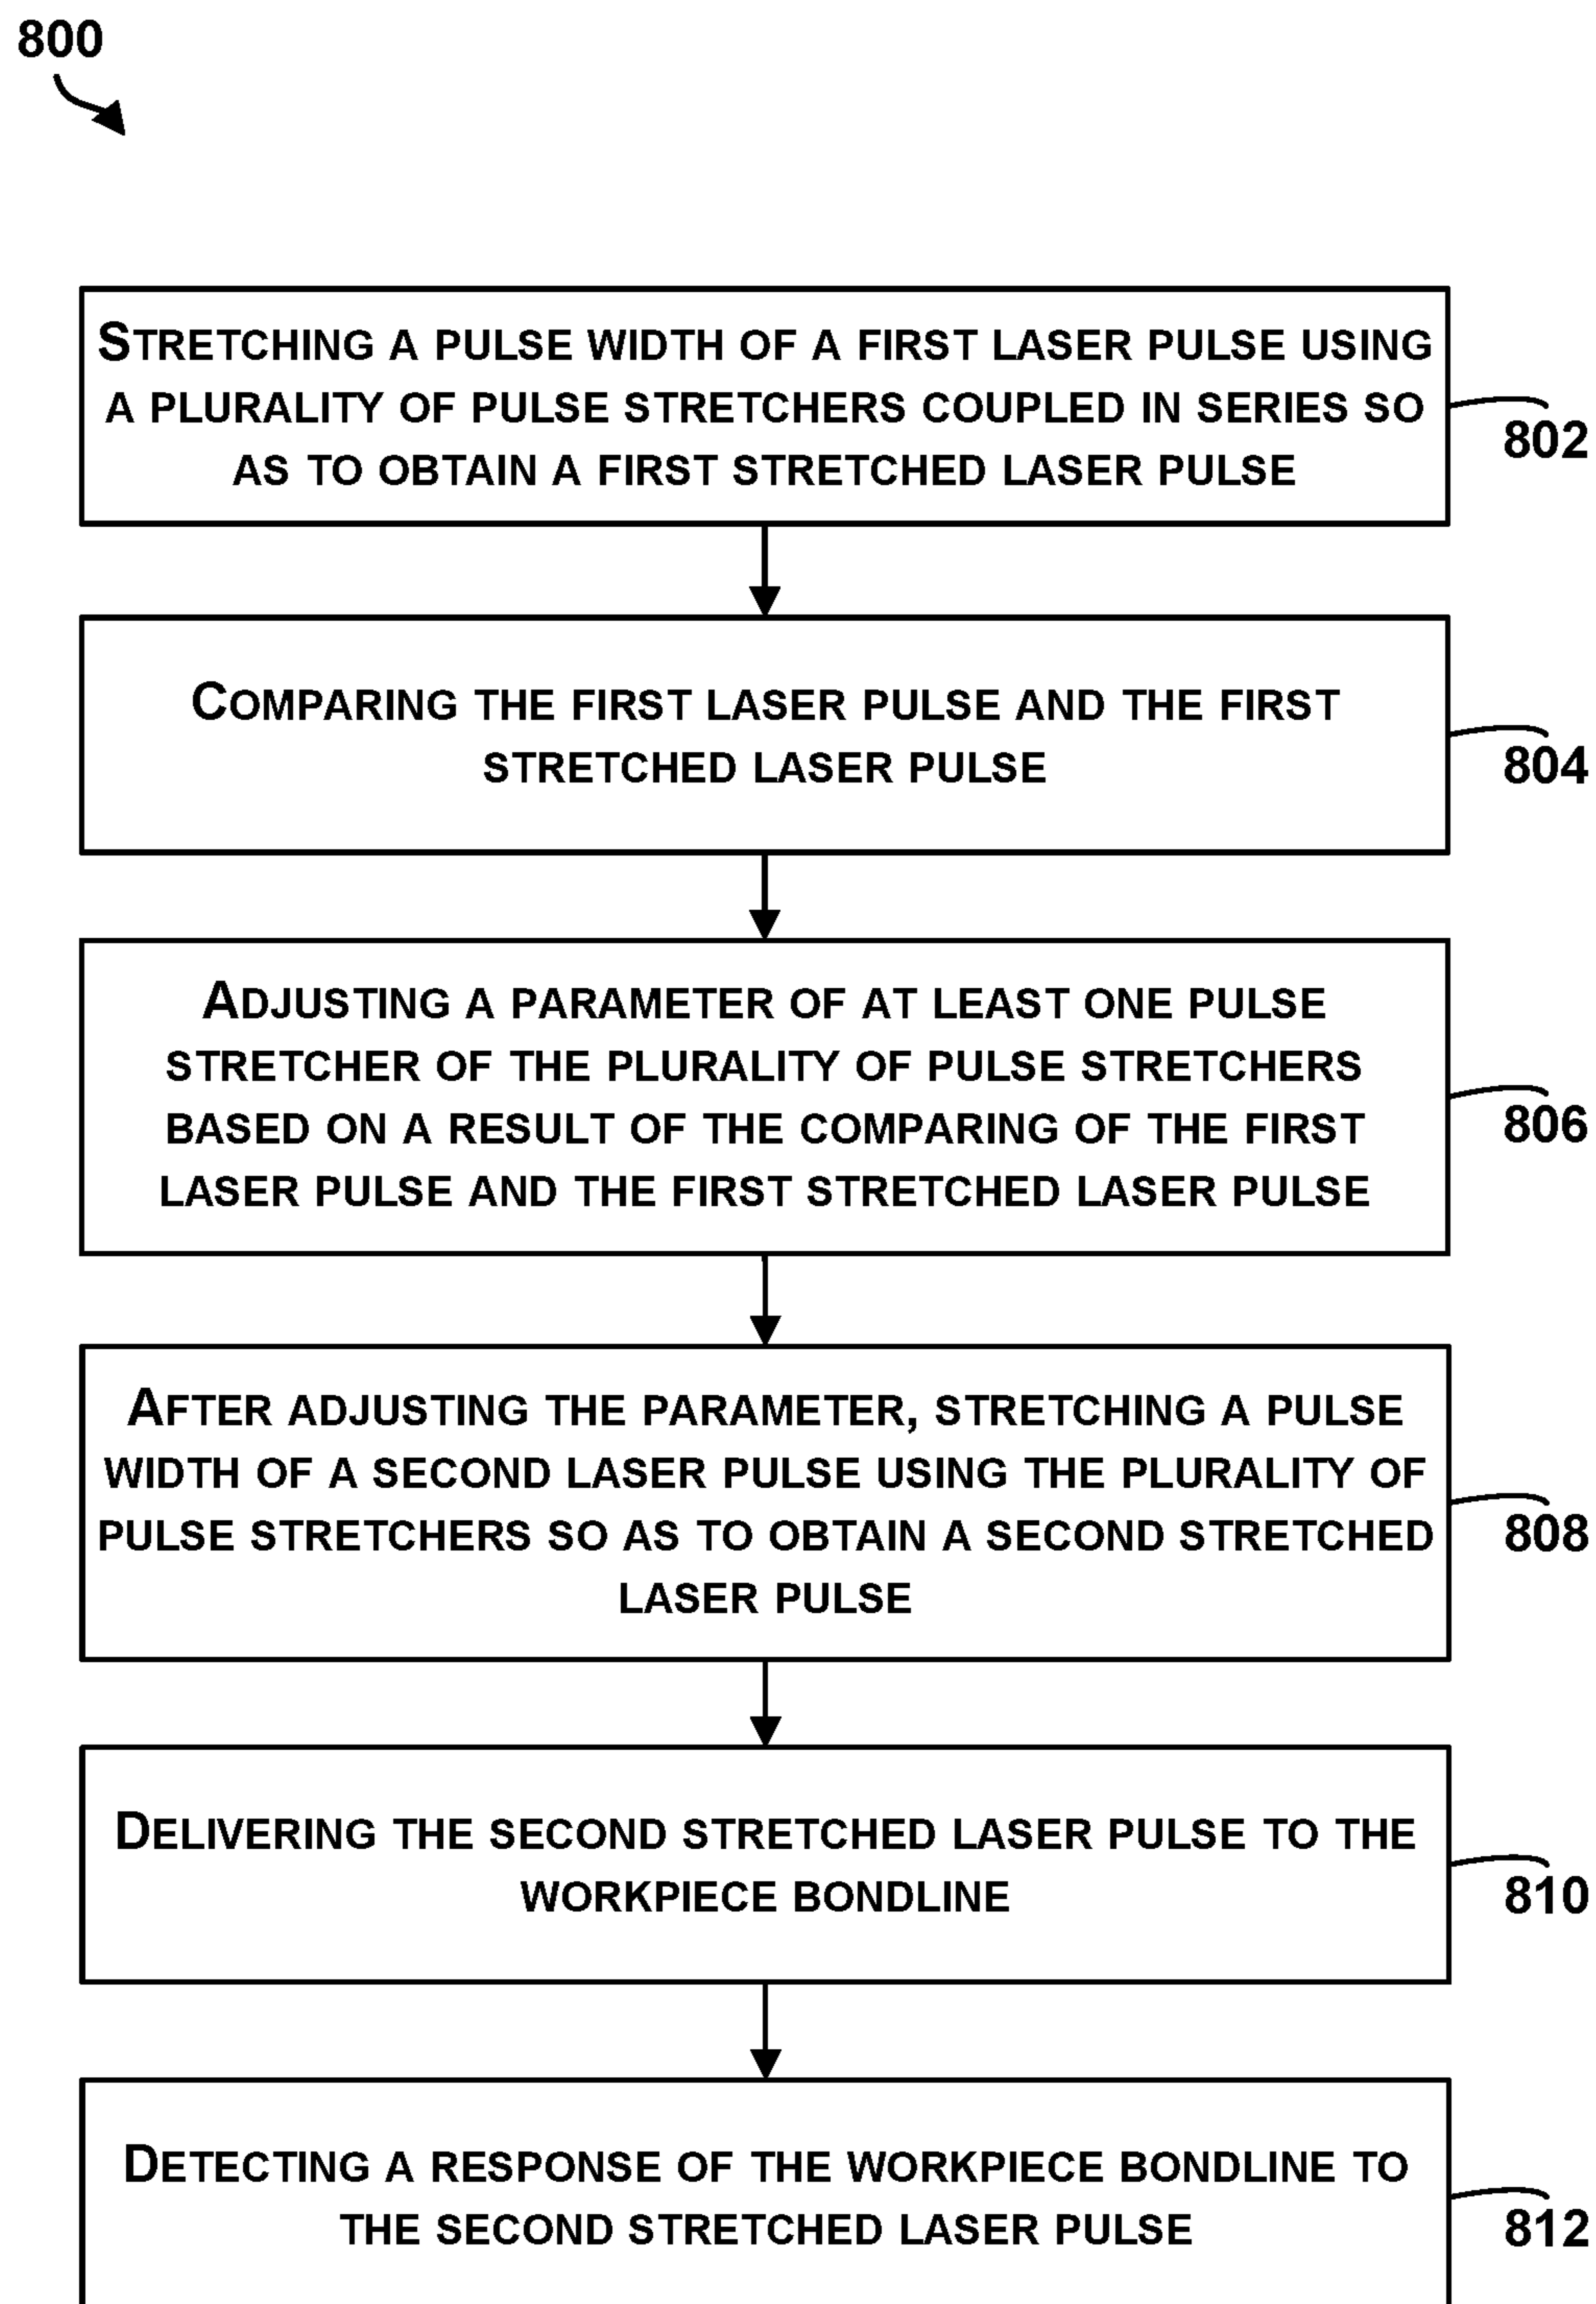 800
STRETCHING A PULSE WIDTH OF A FIRST LASER PULSE USING
A PLURALITY OF PULSE STRETCHERS COUPLED IN SERIES SO
AS TO OBTAIN A FIRST STRETCHED LASER PULSE
802
COMPARING THE FIRST LASER PULSE AND THE FIRST
STRETCHED LASER PULSE
804
ADJUSTING A PARAMETER OF AT LEAST ONE PULSE
STRETCHER OF THE PLURALITY OF PULSE STRETCHERS
BASED ON A RESULT OF THE COMPARING OF THE FIRST
LASER PULSE AND THE FIRST STRETCHED LASER PULSE
806
AFTER ADJUSTING THE PARAMETER, STRETCHING A PULSE
WIDTH OF A SECOND LASER PULSE USING THE PLURALITY OF
PULSE STRETCHERS SO AS TO OBTAIN A SECOND STRETCHED
LASER PULSE
808
DELIVERING THE SECOND STRETCHED LASER PULSE TO THE
WORKPIECE BONDLINE
810
DETECTING A RESPONSE OF THE WORKPIECE BONDLINE TO
THE SECOND STRETCHED LASER PULSE
812